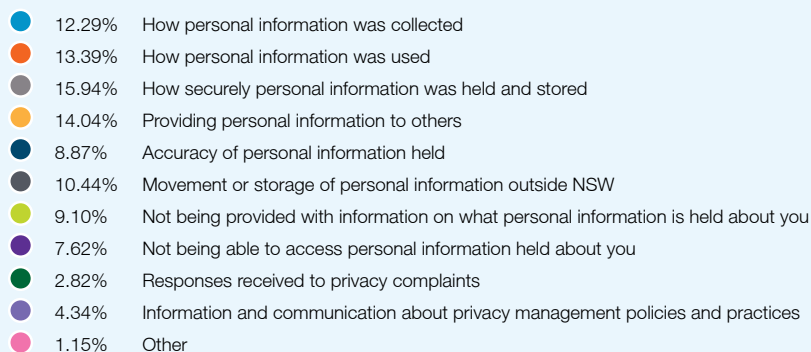 12.29% How personal information was collected
13.39% How personal information was used
15.94% How securely personal information was held and stored
14.04% Providing personal information to others
8.87% Accuracy of personal information held
10.44% Movement or storage of personal information outside NSW
9.10% Not being provided with information on what personal information is held about you
7.62% Not being able to access personal information held about you
2.82% Responses received to privacy complaints
4.34% Information and communication about privacy management policies and practices
1.15% Other